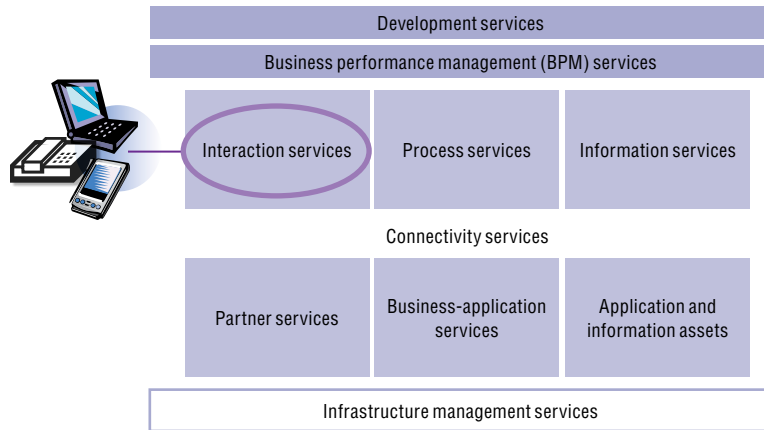 Development services
Business performance management (BPM) services
Interaction services
Process services
Information services
Connectivity services
Partner services
Business-application
services
Application and
information assets
Infrastructure management services